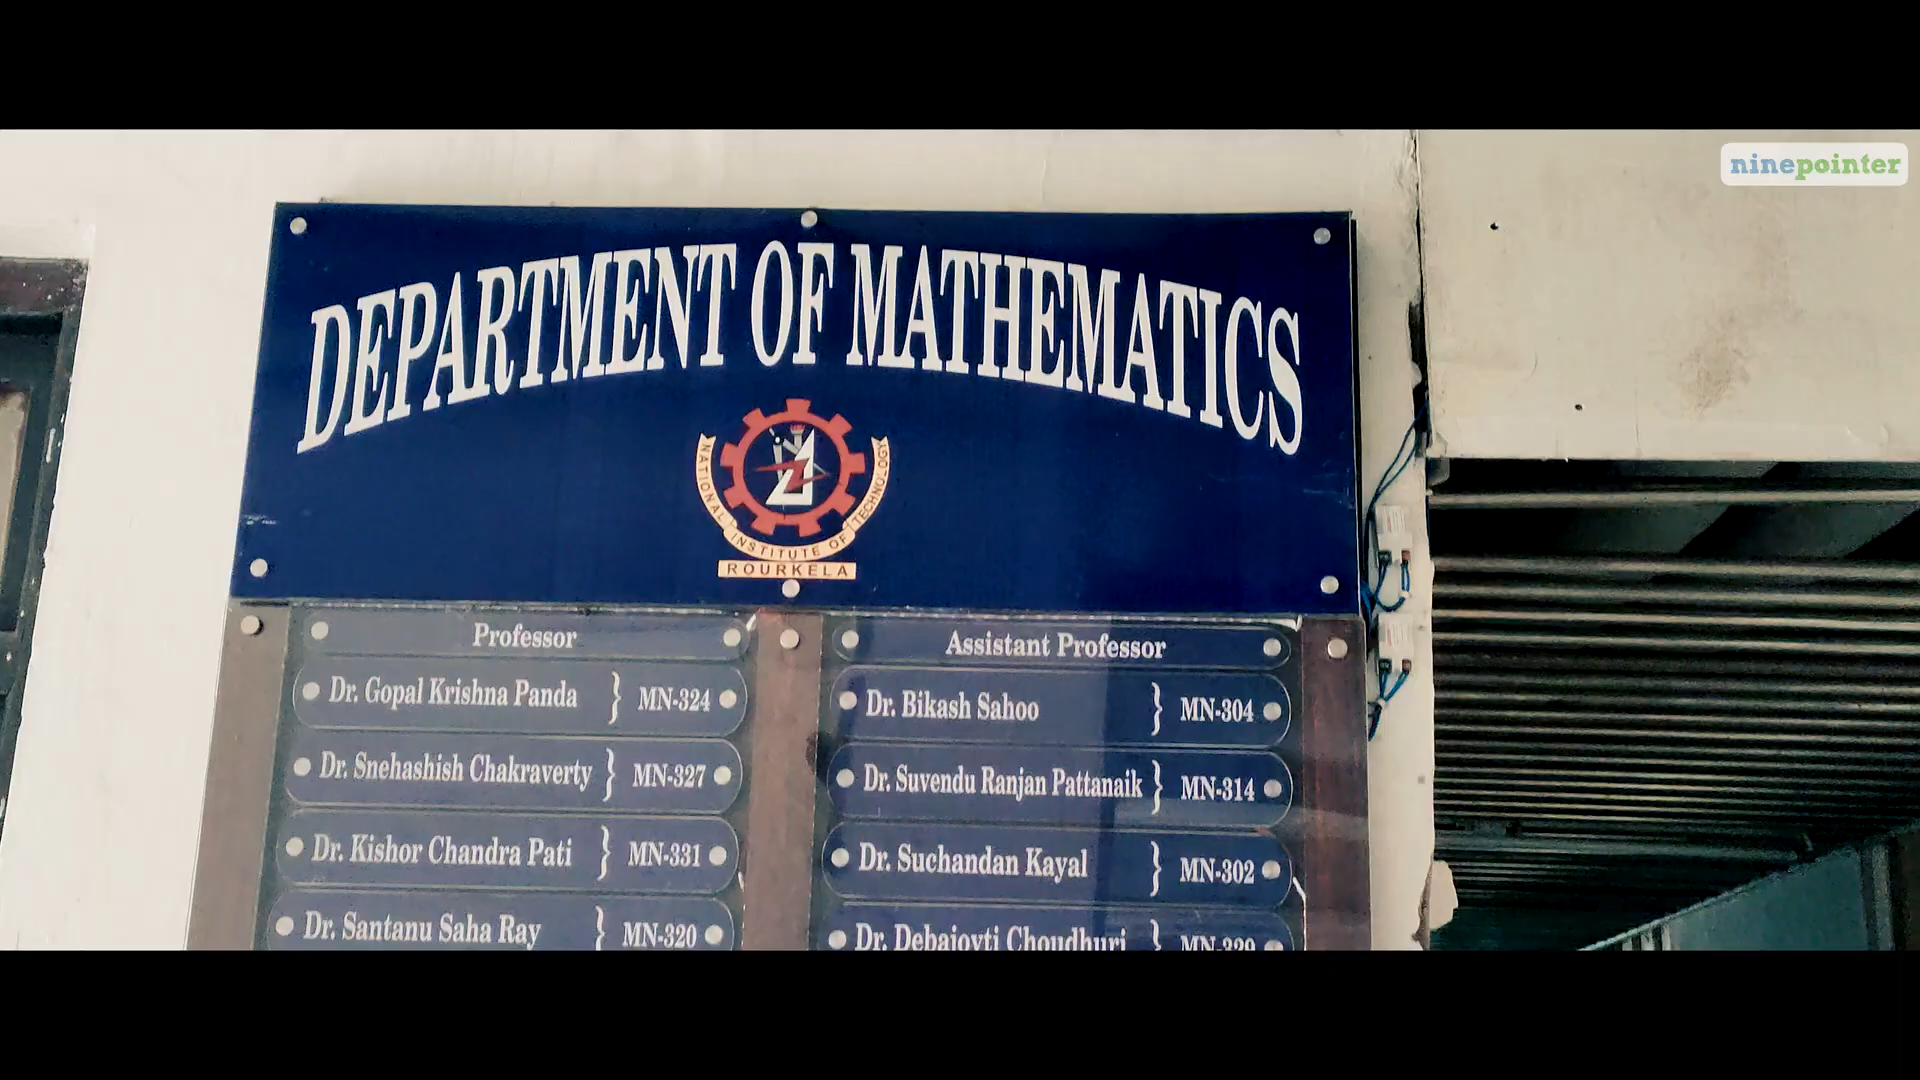 ninepointer
DEPARTMENT OF MATHEMATICS
NATIONAL INSTITUTE OF TECHNOLOGY
ROURKELA
Professor
Dr. Gopal Krishna Panda } MN-324
Dr. Snehashish Chakraverty } MN-327
Dr. Kishor Chandra Pati } MN-331
Dr. Santanu Saha Ray } MN-320
Assistant Professor
Dr. Bikash Sahoo } MN-304
Dr. Suvendu Ranjan Pattanaik } MN-314
Dr. Suchandan Kayal } MN-302
Dr. Debajoyti Choudhuri }